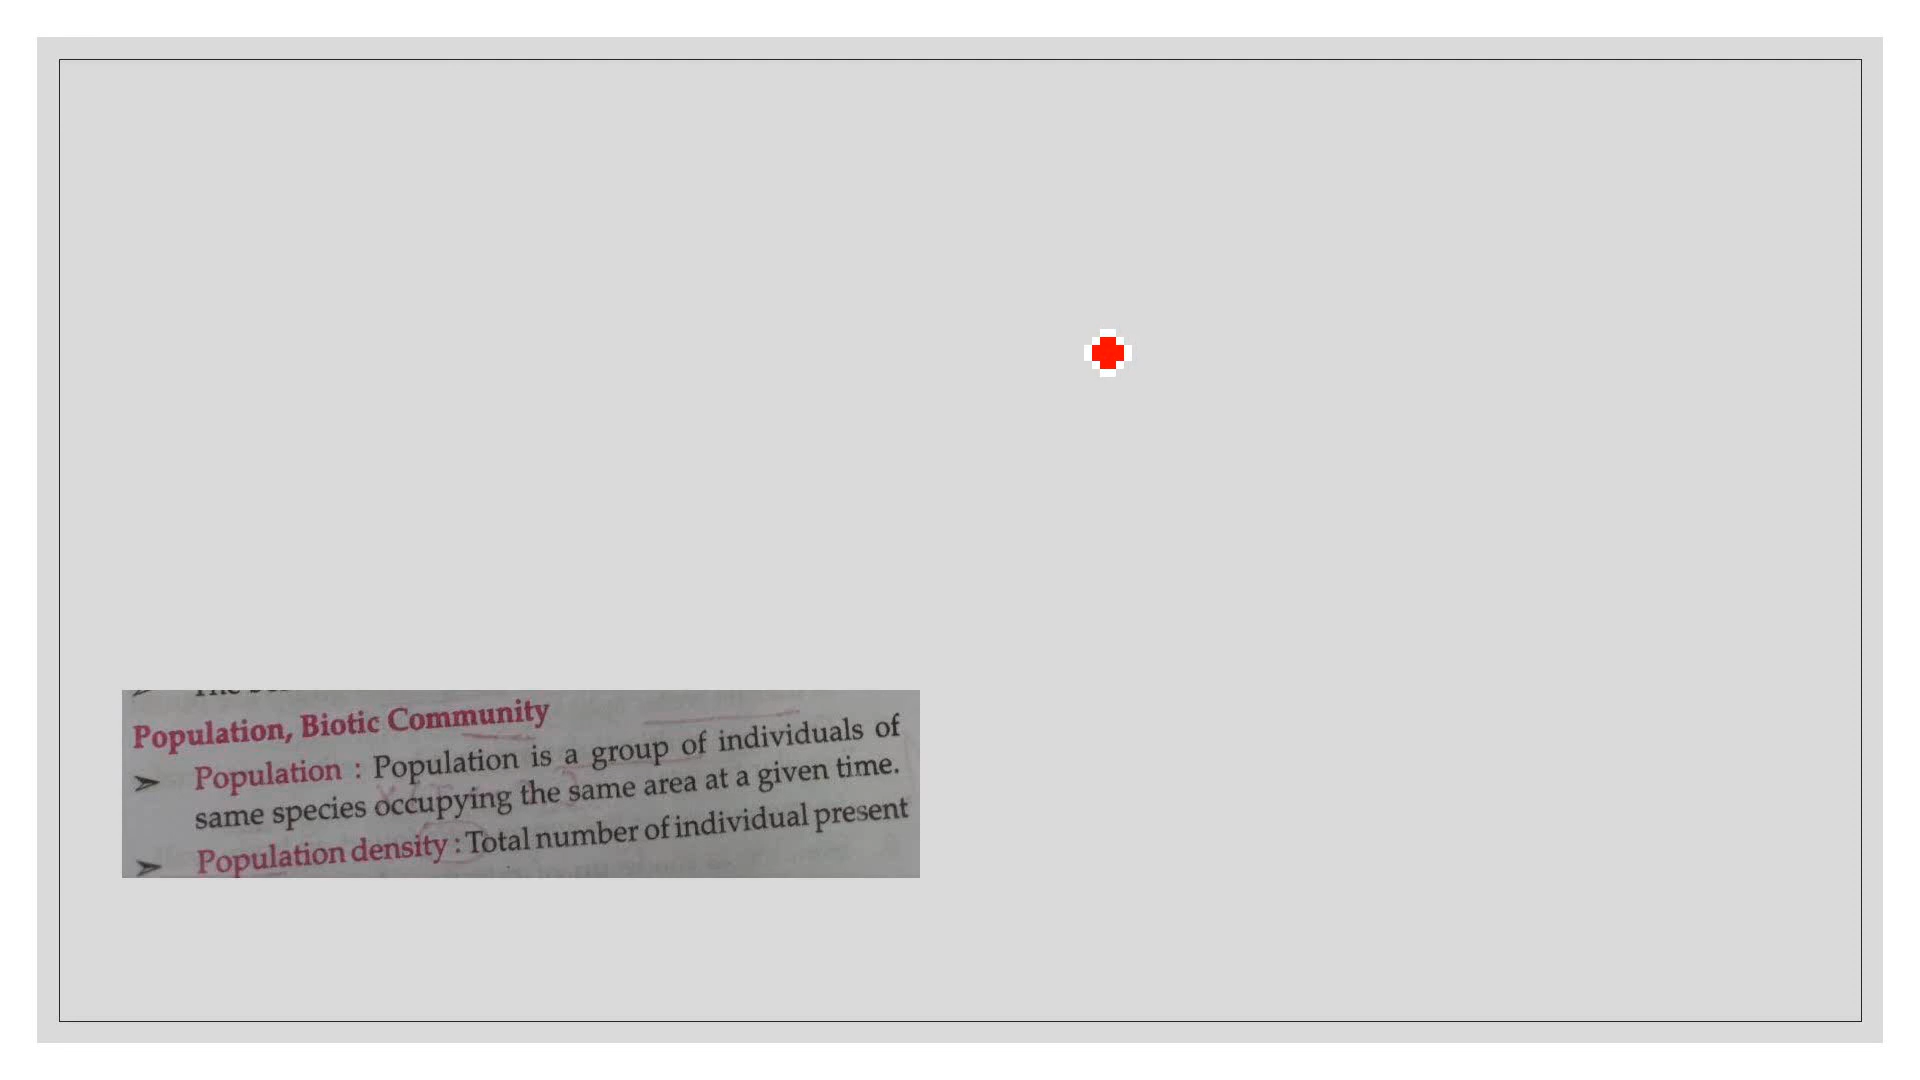 Population, Biotic Community
➤ Population : Population is a group of individuals of
same species occupying the same area at a given time.
➤ Population density : Total number of individual present